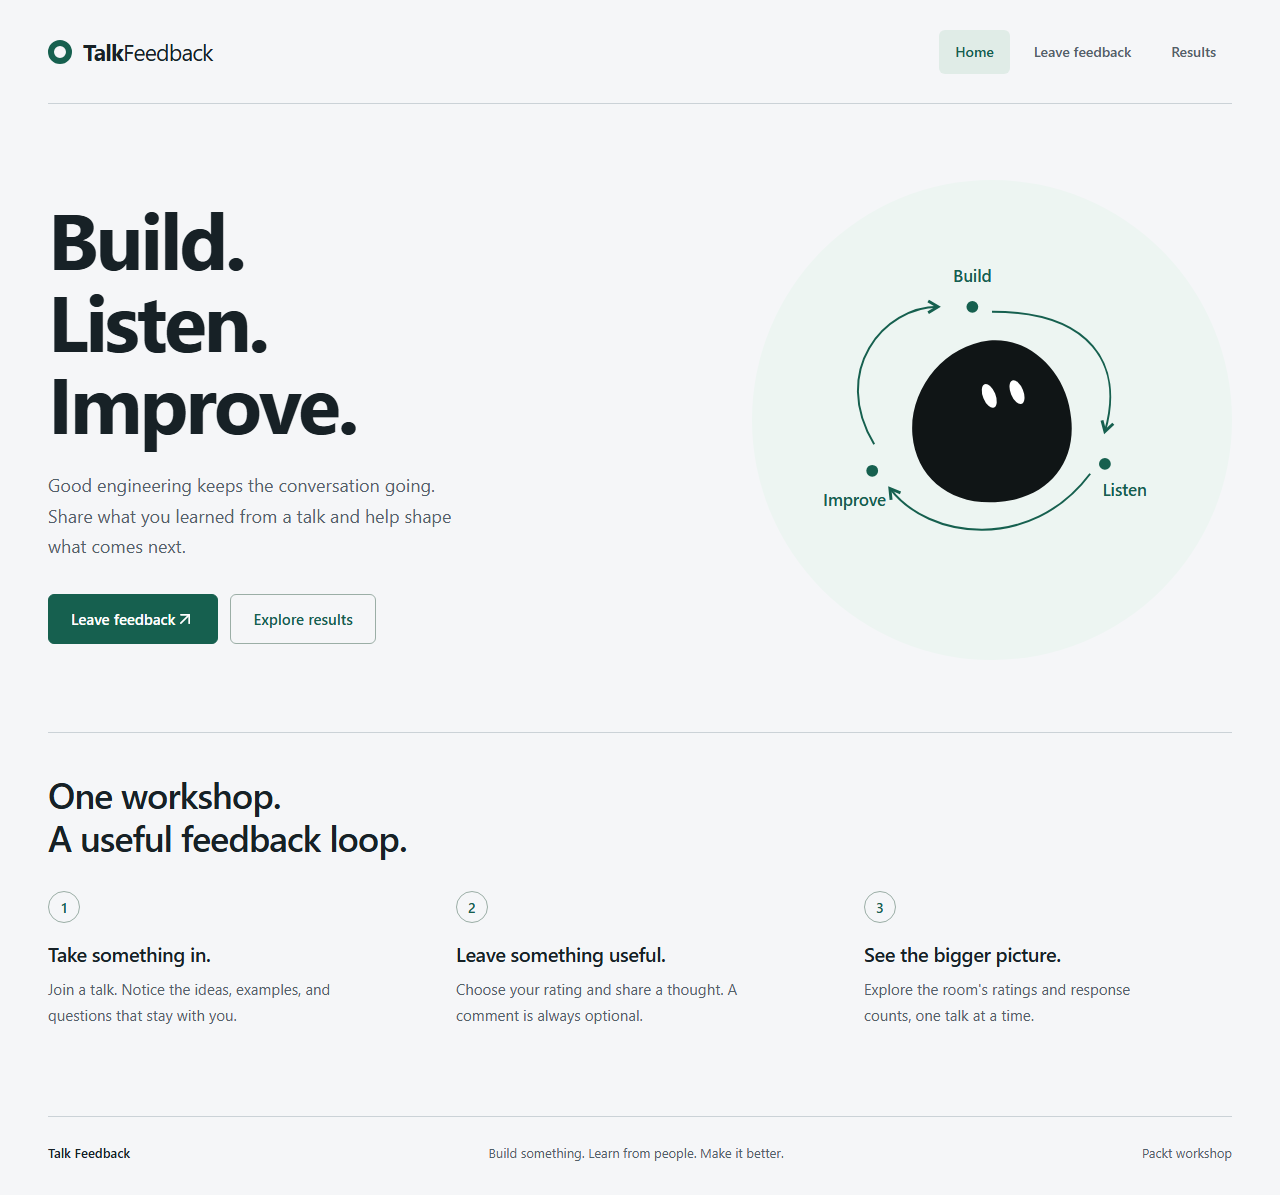 TalkFeedback
Home
Leave feedback
Results
Build.
Listen.
Improve.
Good engineering keeps the conversation going.
Share what you learned from a talk and help shape
what comes next.
Leave feedback
Explore results
Build
Listen
Improve
One workshop.
A useful feedback loop.
1
Take something in.
Join a talk. Notice the ideas, examples, and
questions that stay with you.
2
Leave something useful.
Choose your rating and share a thought. A
comment is always optional.
3
See the bigger picture.
Explore the room's ratings and response
counts, one talk at a time.
Talk Feedback
Build something. Learn from people. Make it better.
Packt workshop